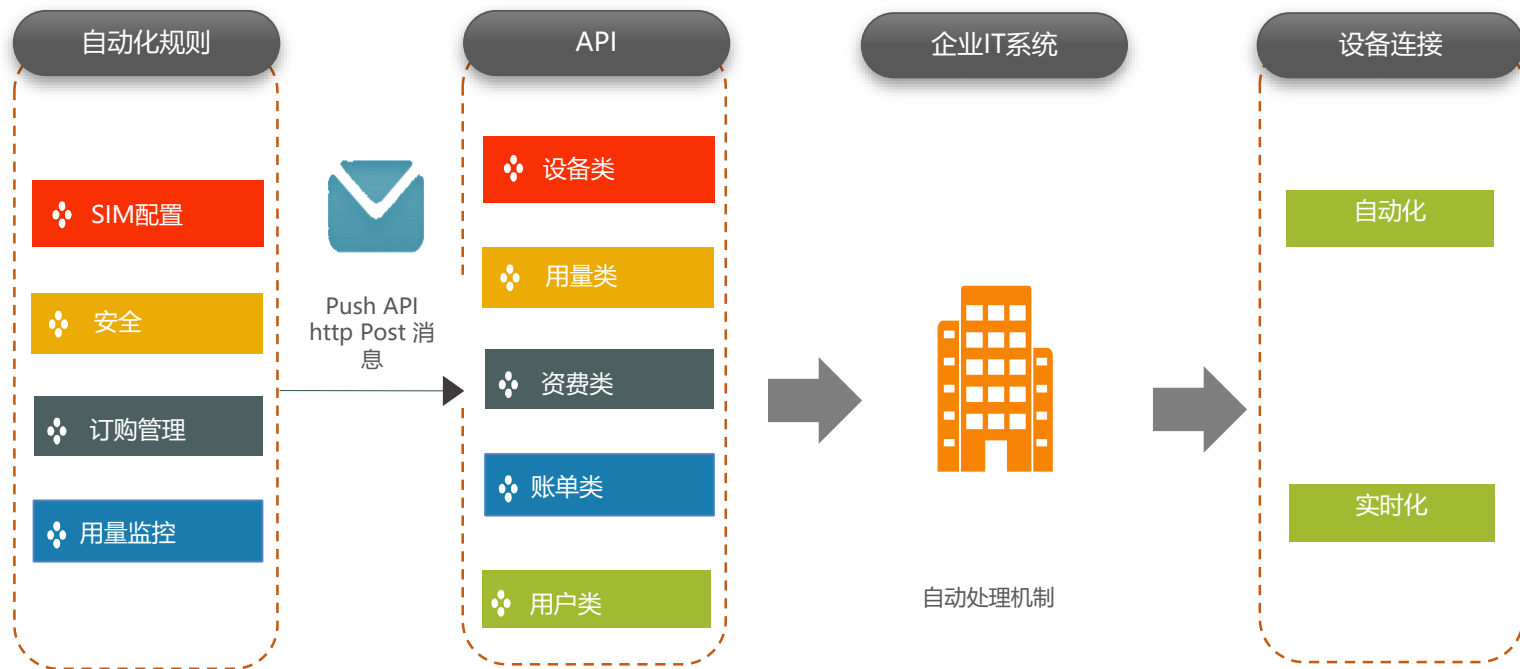 自动化规则
SIM配置
安全
订购管理
用量监控
Push API
http Post 消
息
API
设备类
用量类
资费类
账单类
用户类
企业IT系统
自动处理机制
设备连接
自动化
实时化